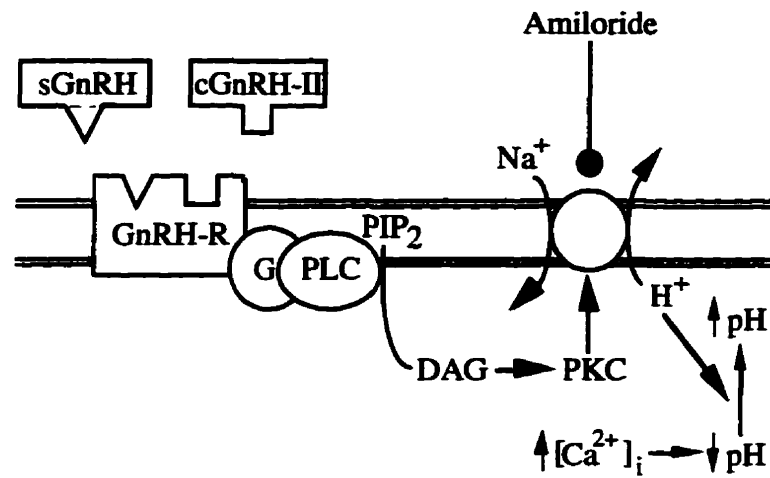 Amiloride
sGnRH
cGnRH-II
Na⁺
GnRH-R
PIP₂
G
PLC
H⁺
↑ pH
DAG
PKC
↑ [Ca²⁺]ᵢ
↓ pH